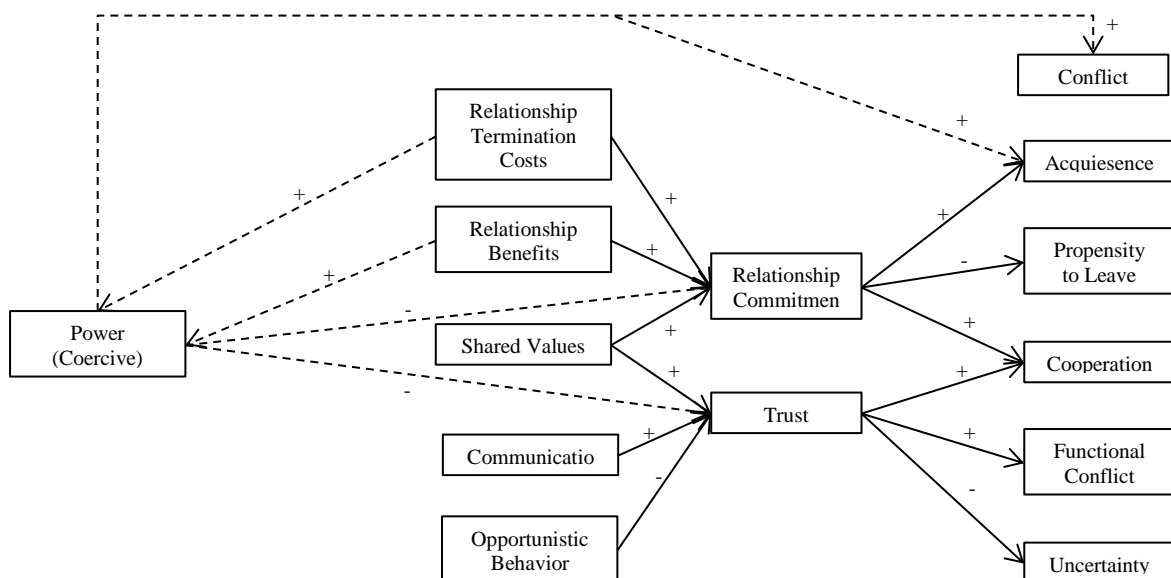 +
Conflict
Relationship
Termination
Costs
+
Acquiesence
+
+
+
Relationship
Benefits
+
+
Propensity
to Leave
-
Relationship
Commitmen
-
Power
(Coercive)
Shared Values
+
+
Cooperation
+
+
-
Trust
Communicatio
+
+
Functional
Conflict
-
-
Opportunistic
Behavior
Uncertainty